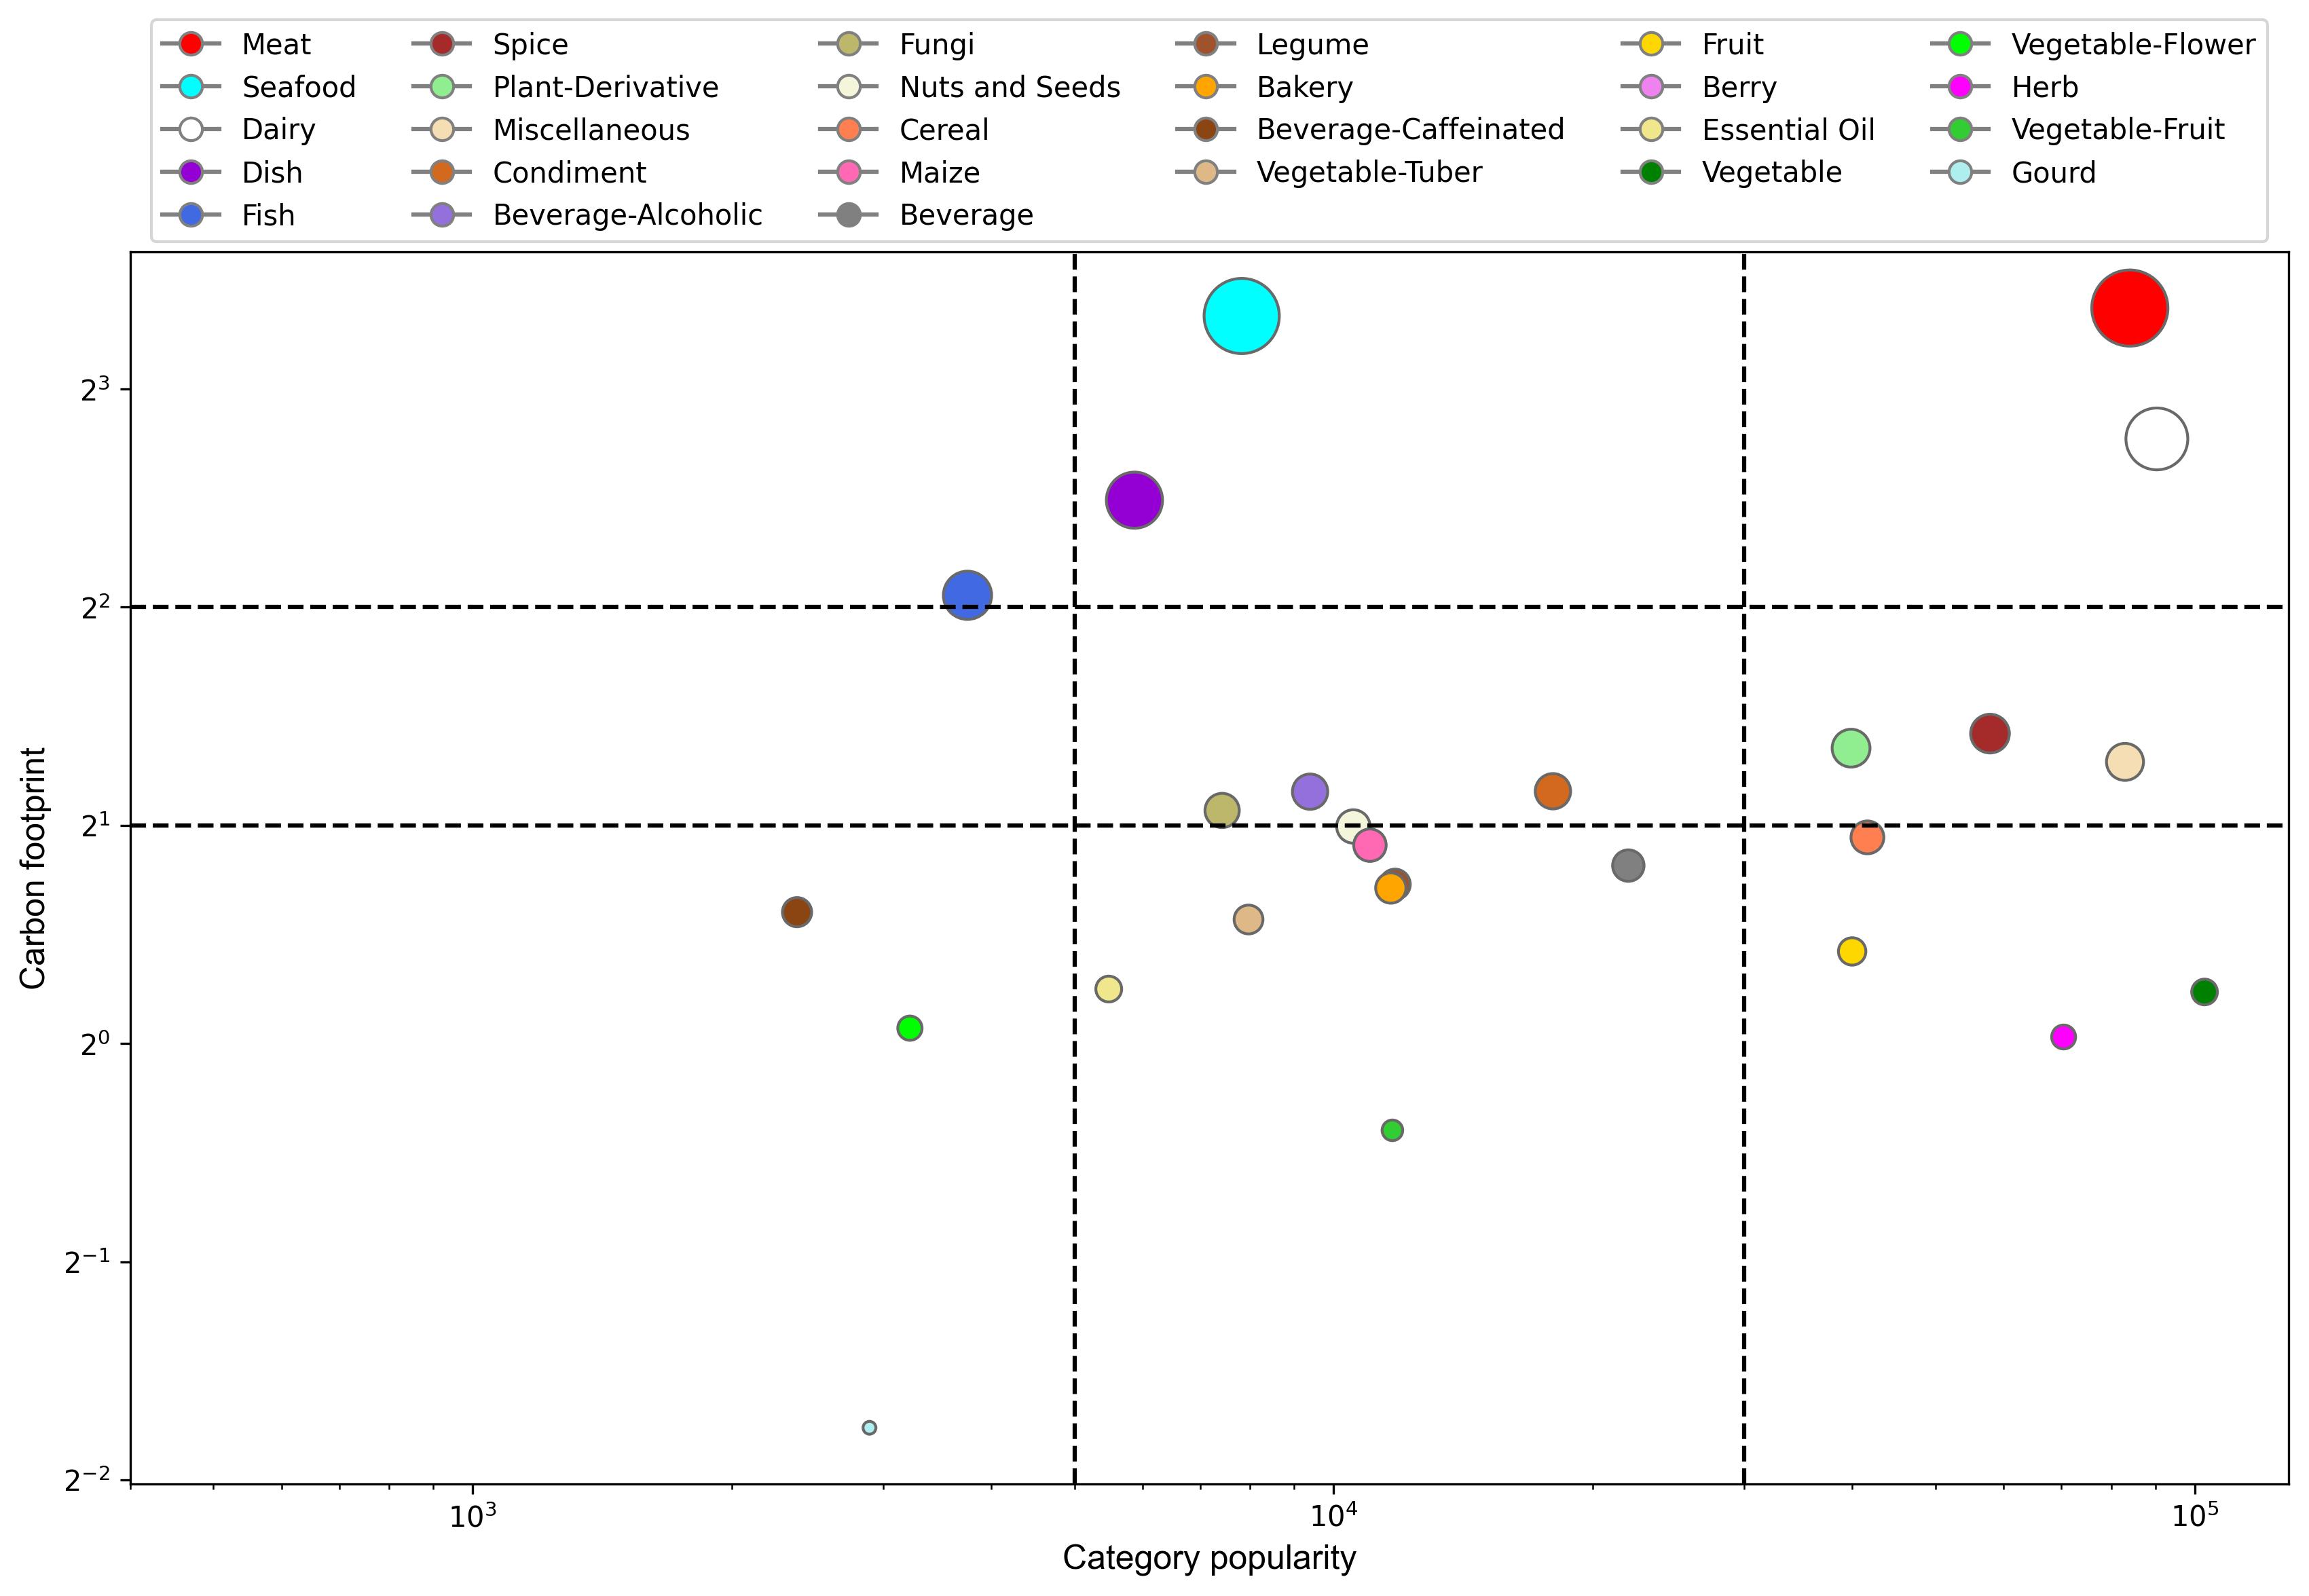 Meat Spice Fungi Legume Fruit Vegetable-Flower
Seafood Plant-Derivative Nuts and Seeds Bakery Berry Herb
Dairy Miscellaneous Cereal Beverage-Caffeinated Essential Oil Vegetable-Fruit
Dish Condiment Maize Vegetable-Tuber Vegetable Gourd
Fish Beverage-Alcoholic Beverage
2³
2²
2¹
2⁰
2⁻¹
2⁻²
Carbon footprint
10³ 10⁴ 10⁵
Category popularity